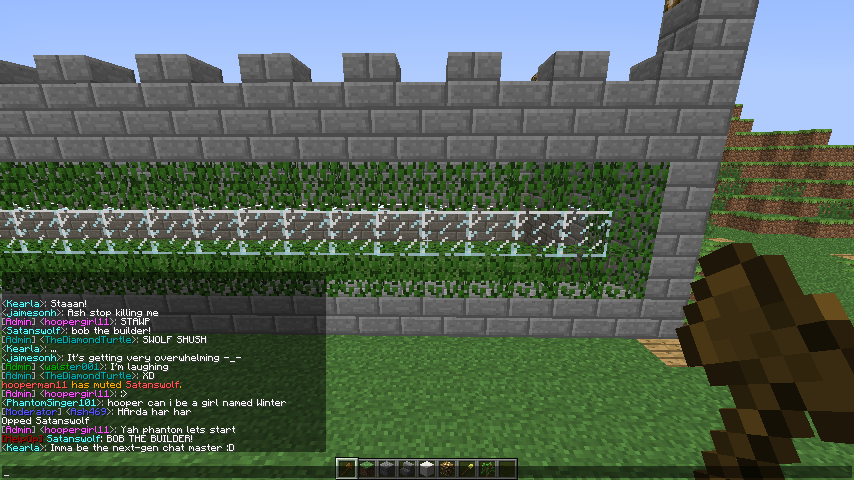 <Kearla>: Staaan!
<Jaimesonh>: Ash stop killing me
[Admin] <hoopergirl11>: STAWP
<Satanswolf>: bob the builder!
[Admin] <TheDiamondTurtle>: SWOLF SHUSH
<Kearla>: ...
<Jaimesonh>: It's getting very overwhelming -_-
[Admin] <walster001>: I'm laughing
[Admin] <TheDiamondTurtle>: XD
hooperman11 has muted Satanswolf.
[Admin] <hoopergirl11>: :>
<PhantomSinger101>: hooper can i be a girl named Winter
[Moderator] <Ash469>: HArda har har
Opped Satanswolf
[Admin] <hoopergirl11>: Yah phantom lets start
Satanswolf: BOB THE BUILDER!
<Kearla>: Imma be the next-gen chat master :D